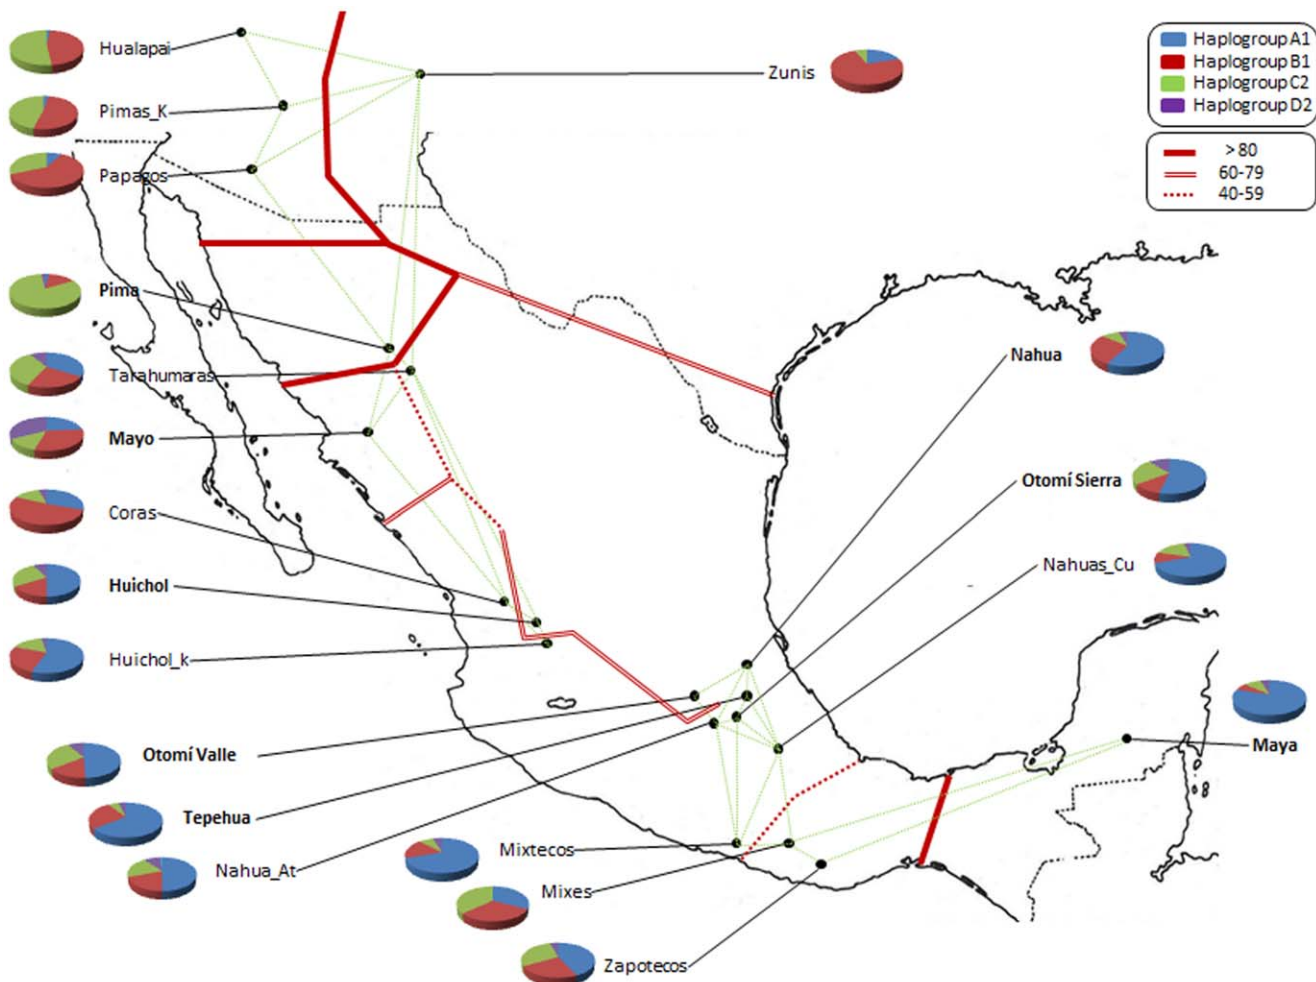 Hualapai
Zunis
Haplogroup A1
Haplogroup B1
Haplogroup C2
Haplogroup D2
Pimas_K
> 80
60-79
40-59
Papagos
Pima
Tarahumaras
Nahua
Mayo
Otomí Sierra
Coras
Nahuas_Cu
Huichol
Huichol_k
Otomí Valle
Maya
Tepehua
Nahua_At
Mixtecos
Mixes
Zapotecos